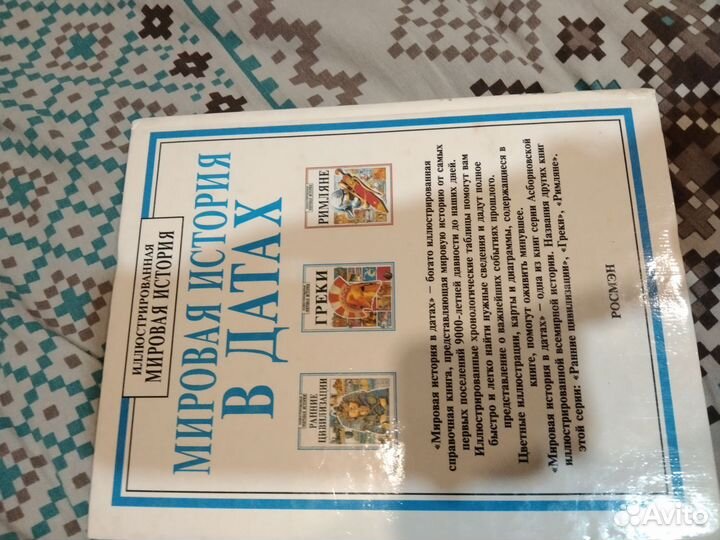 ИЛЛЮСТРИРОВАННАЯ
МИРОВАЯ ИСТОРИЯ
МИРОВАЯ ИСТОРИЯ
В ДАТАХ
РАННИЕ
ЦИВИЛИЗАЦИИ
ГРЕКИ
РИМЛЯНЕ
«Мировая история в датах» – богато иллюстрированная
справочная книга, представляющая мировую историю от самых
первых поселений 9000-летней давности до наших дней.
Иллюстрированные хронологические таблицы помогут вам
быстро и легко найти нужные сведения и дадут полное
представление о важнейших событиях прошлого.
Цветные иллюстрации, карты и диаграммы, содержащиеся в
книге, помогут оживить минувшее.
«Мировая история в датах» – одна из книг серии Асборновской
иллюстрированной всемирной истории. Названия других книг
этой серии: «Ранние цивилизации», «Греки», «Римляне».
РОСМЭН
Avito